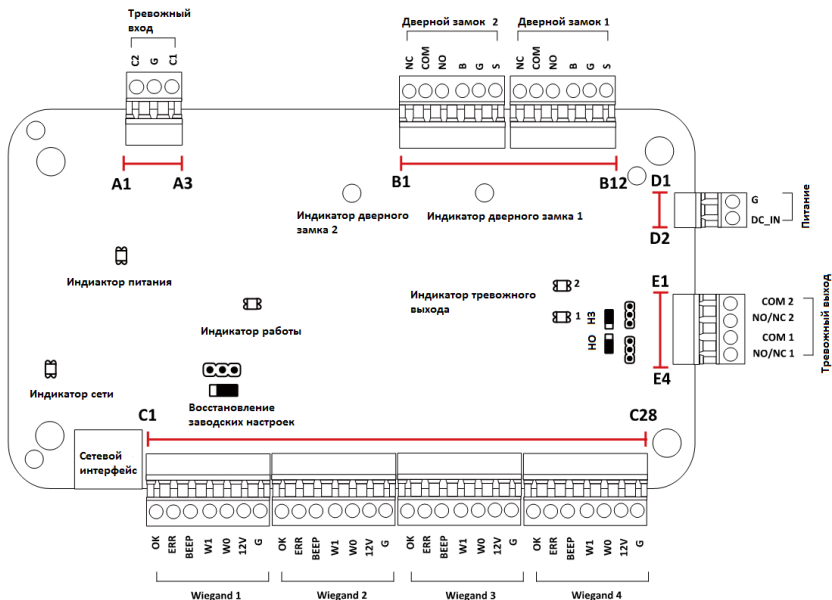 Тревожный
вход
Дверной замок 2
Дверной замок 1
C2
G
C1
NC
COM
NO
B
G
S
NC
COM
NO
B
G
S
A1
A3
B1
B12
D1
D2
G
DC_IN
Питание
Индикатор дверного
замка 2
Индикатор дверного замка 1
Индиактор питания
Индикатор тревожного
выхода
2
1
НЗ
НО
E1
E4
COM 2
NO/NC 2
COM 1
NO/NC 1
Тревожный выход
Индикатор работы
Индикатор сети
Восстановление
заводских настроек
C1
C28
Сетевой
интерфейс
OK
ERR
BEEP
W1
W0
12V
G
OK
ERR
BEEP
W1
W0
12V
G
OK
ERR
BEEP
W1
W0
12V
G
OK
ERR
BEEP
W1
W0
12V
G
Wiegand 1
Wiegand 2
Wiegand 3
Wiegand 4